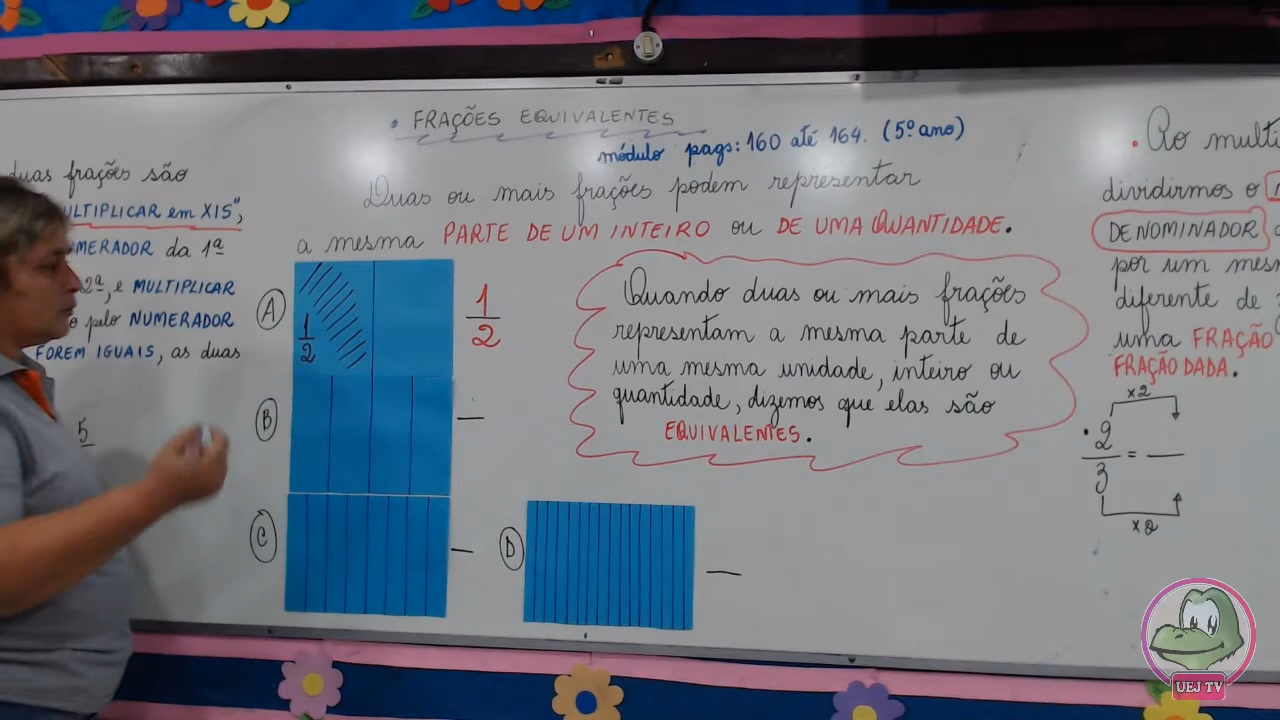 • FRAÇÕES EQUIVALENTES
módulo pags: 160 até 164. (5º ano)
Duas ou mais frações podem representar
a mesma PARTE DE UM INTEIRO ou DE UMA QUANTIDADE.
duas frações são
ULTIPLICAR em XIS",
MERADOR da 1ª
2ª, e MULTIPLICAR
o pelo NUMERADOR
FOREM IGUAIS, as duas
5
A
1
2
1
2
B
C
D
Quando duas ou mais frações
representam a mesma parte de
uma mesma unidade, inteiro ou
quantidade, dizemos que elas são
EQUIVALENTES.
• Ao multi
dividirmos o
DENOMINADOR
por um mesm
diferente de
uma FRAÇÃO
FRAÇÃO DADA.
x2
• 2
=
3
x2
UEJ TV